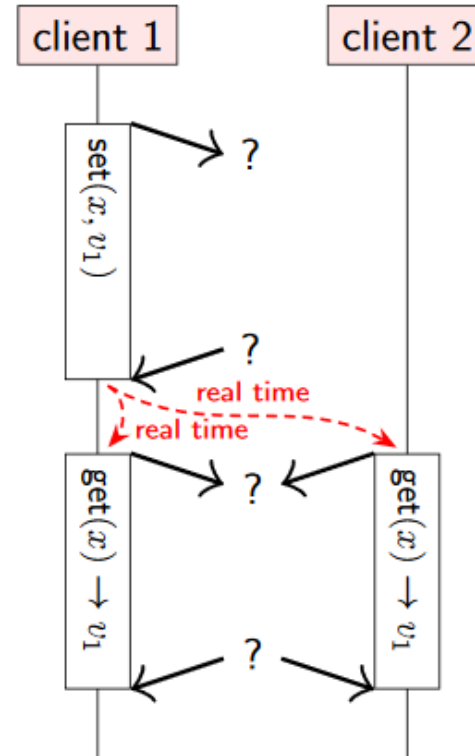 client 1
client 2
set(x, v₁)
?
?
real time
real time
get(x) → v₁
?
get(x) → v₁
?